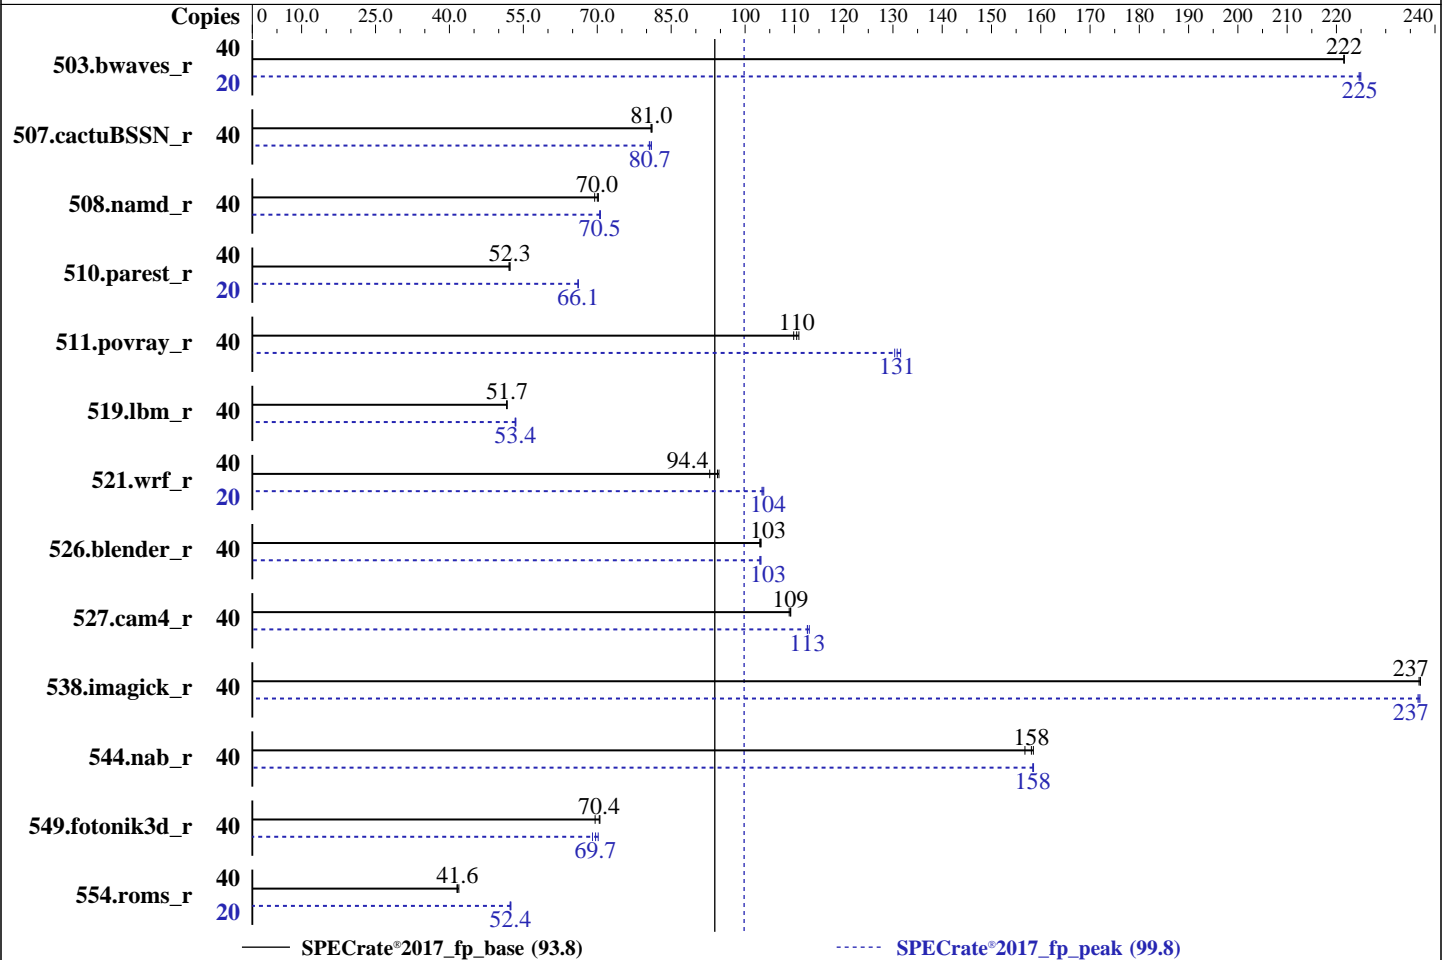 Copies 0 10.0 25.0 40.0 55.0 70.0 85.0 100 110 120 130 140 150 160 170 180 190 200 210 220 240
503.bwaves_r 40 222
20 225
507.cactuBSSN_r 40 81.0
80.7
508.namd_r 40 70.0
70.5
510.parest_r 40 52.3
20 66.1
511.povray_r 40 110
131
519.lbm_r 40 51.7
53.4
521.wrf_r 40 94.4
20 104
526.blender_r 40 103
103
527.cam4_r 40 109
113
538.imagick_r 40 237
237
544.nab_r 40 158
158
549.fotonik3d_r 40 70.4
69.7
554.roms_r 40 41.6
20 52.4
SPECrate®2017_fp_base (93.8) SPECrate®2017_fp_peak (99.8)